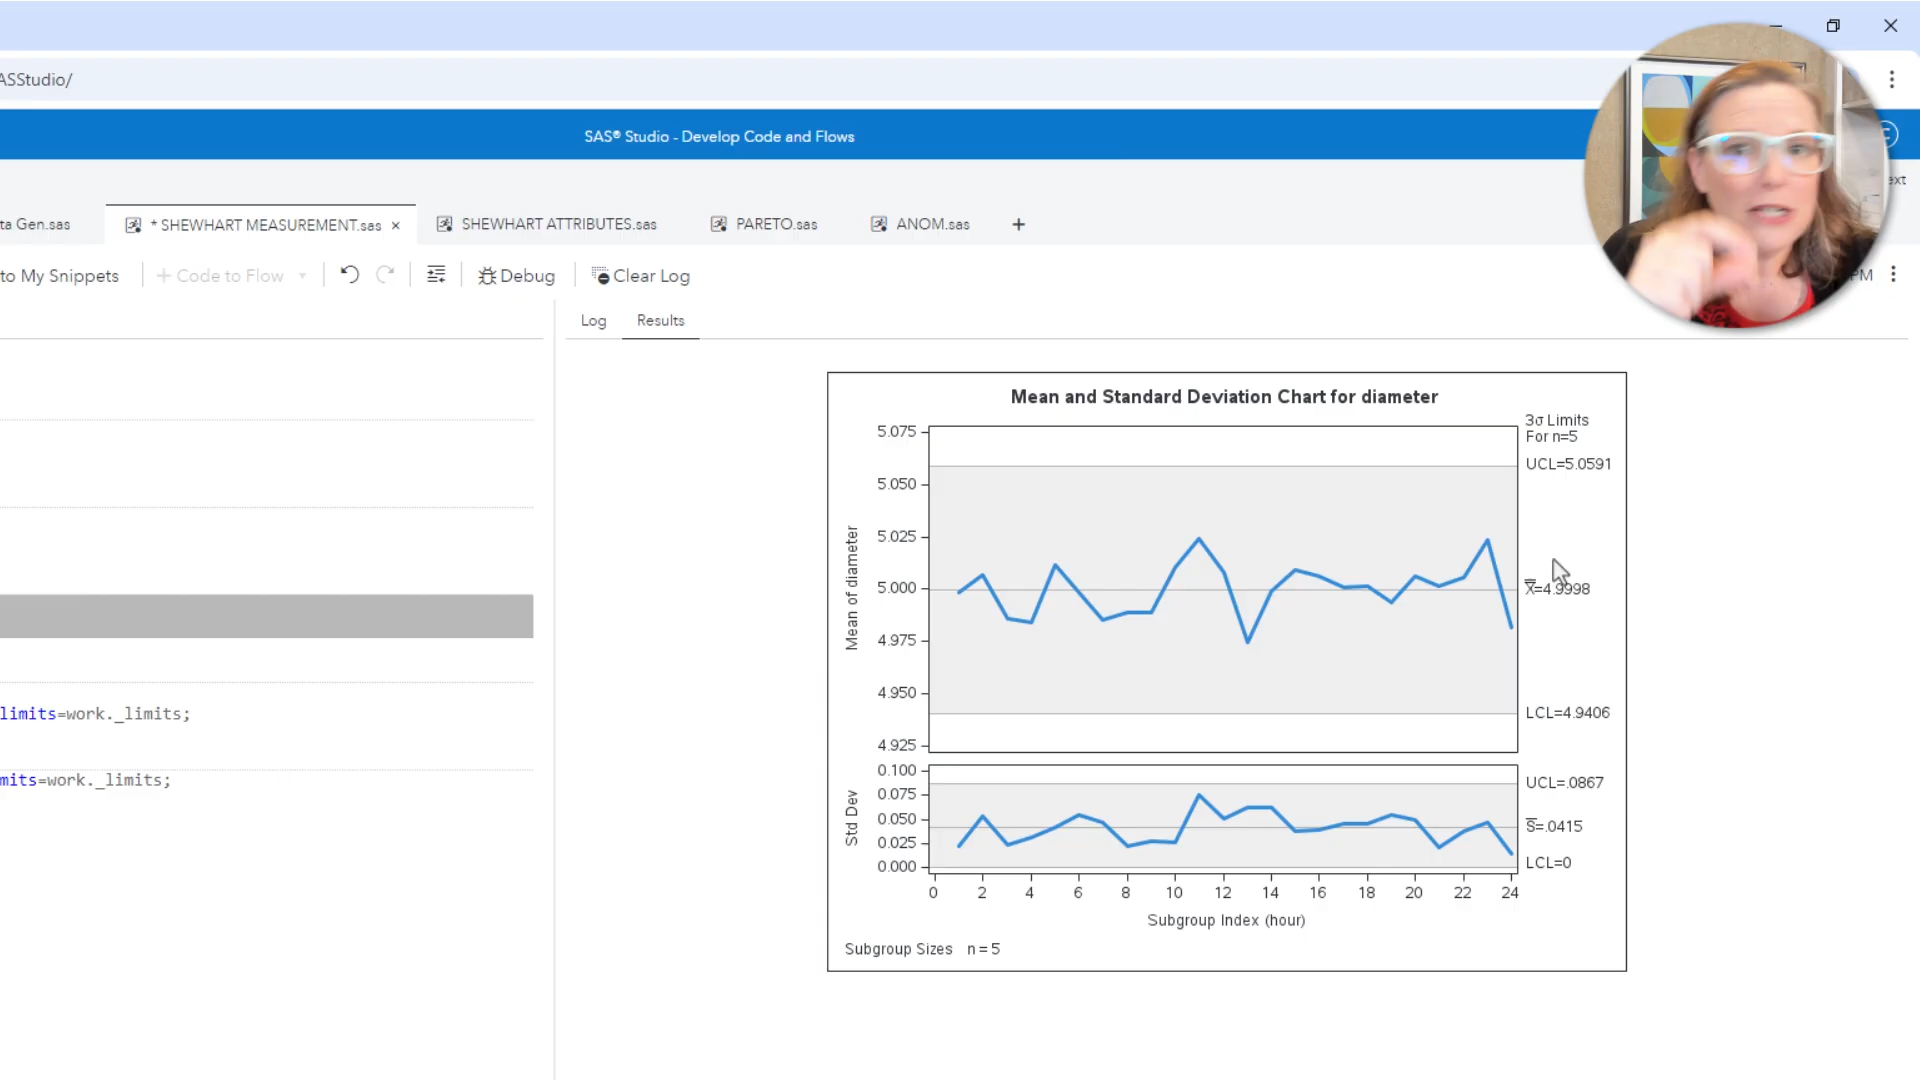 ASStudio/
SAS® Studio - Develop Code and Flows
ext
ta Gen.sas
* SHEWHART MEASUREMENT.sas ×
SHEWHART ATTRIBUTES.sas
PARETO.sas
ANOM.sas
+
to My Snippets
+ Code to Flow
Debug
Clear Log
PM
Log
Results
limits=work._limits;
mits=work._limits;
Mean and Standard Deviation Chart for diameter
3σ Limits
For n=5
5.075
5.050
5.025
5.000
4.975
4.950
4.925
Mean of diameter
UCL=5.0591
X̿=4.9998
LCL=4.9406
0.100
0.075
0.050
0.025
0.000
Std Dev
UCL=.0867
S̅=.0415
LCL=0
0 2 4 6 8 10 12 14 16 18 20 22 24
Subgroup Index (hour)
Subgroup Sizes n = 5